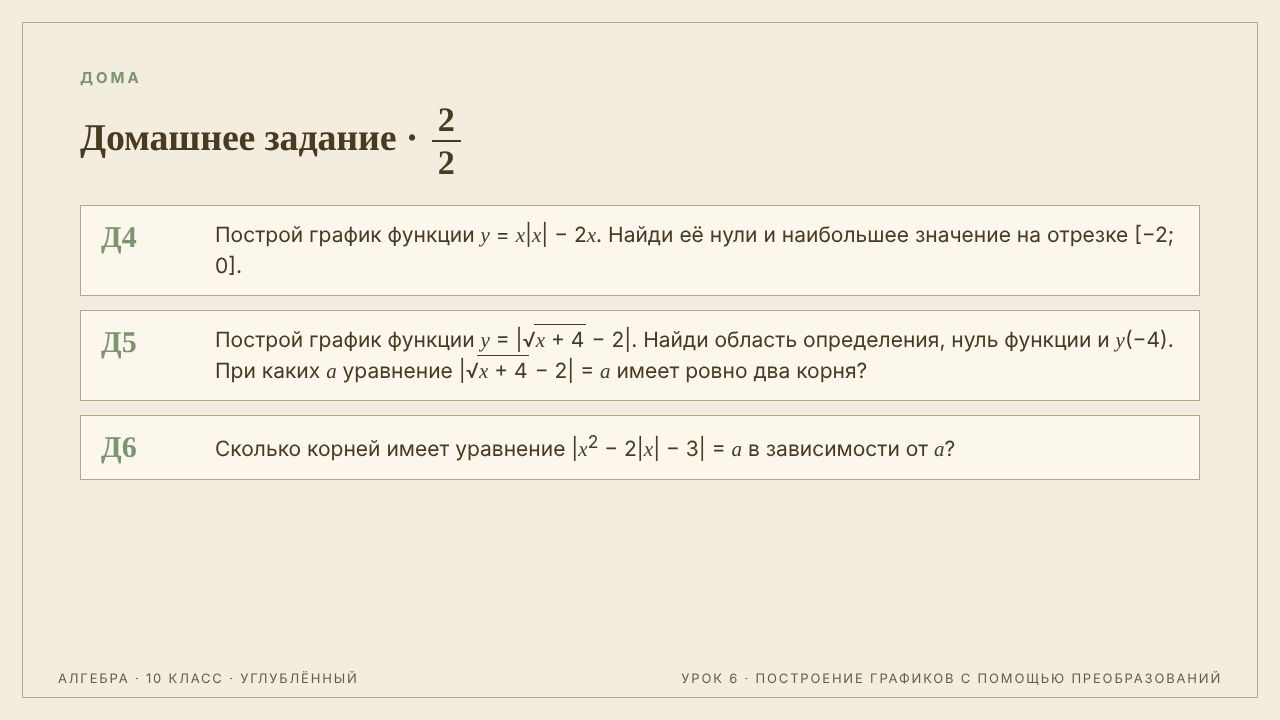 ДОМА
Домашнее задание · 2/2
Д4
Построй график функции y = x|x| − 2x. Найди её нули и наибольшее значение на отрезке [−2;
0].
Д5
Построй график функции y = |√x + 4 − 2|. Найди область определения, нуль функции и y(−4).
При каких a уравнение |√x + 4 − 2| = a имеет ровно два корня?
Д6
Сколько корней имеет уравнение |x² − 2|x| − 3| = a в зависимости от a?
АЛГЕБРА · 10 КЛАСС · УГЛУБЛЁННЫЙ
УРОК 6 · ПОСТРОЕНИЕ ГРАФИКОВ С ПОМОЩЬЮ ПРЕОБРАЗОВАНИЙ